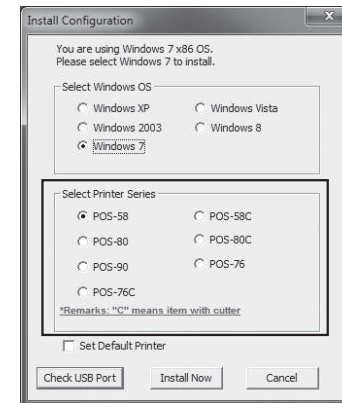 Install Configuration
X
You are using Windows 7 x86 OS.
Please select Windows 7 to install.
Select Windows OS
Windows XP Windows Vista
Windows 2003 Windows 8
Windows 7
Select Printer Series
POS-58 POS-58C
POS-80 POS-80C
POS-90 POS-76
POS-76C
*Remarks: "C" means item with cutter
Set Default Printer
Check USB Port Install Now Cancel